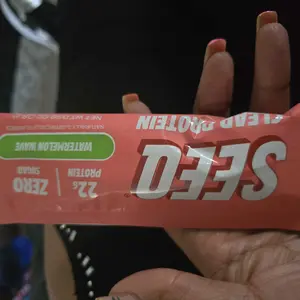 SEEQ
CLEAR PROTEIN
22g
PROTEIN
ZERO
SUGAR
WATERMELON WAVE